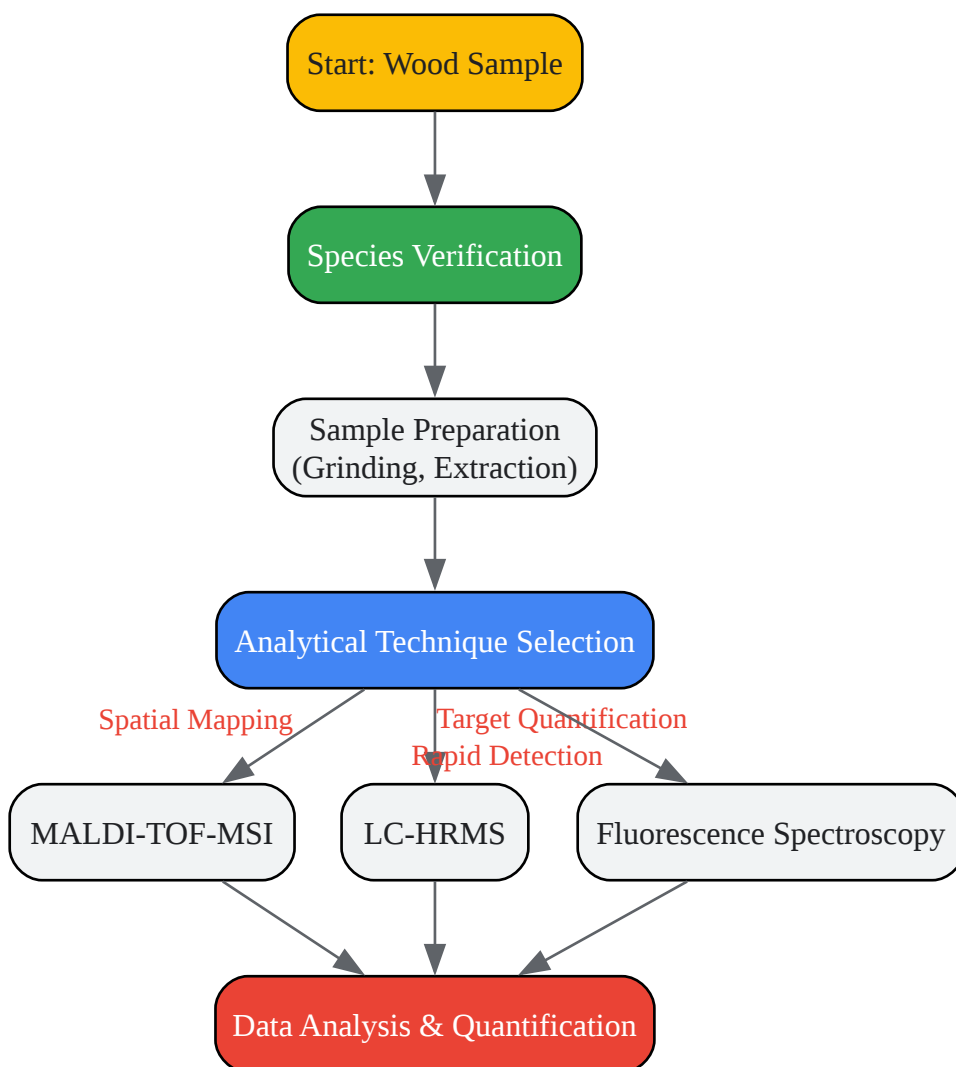 Start: Wood Sample
Species Verification
Sample Preparation
(Grinding, Extraction)
Analytical Technique Selection
Spatial Mapping
Target Quantification
Rapid Detection
MALDI-TOF-MSI
LC-HRMS
Fluorescence Spectroscopy
Data Analysis & Quantification